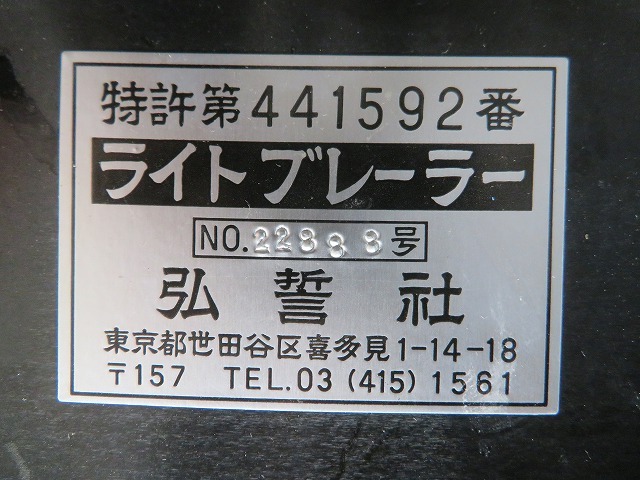 特許第441592番
ライトブレーラー
NO.22888号
弘誓社
東京都世田谷区喜多見1-14-18
〒157 TEL.03(415)1561